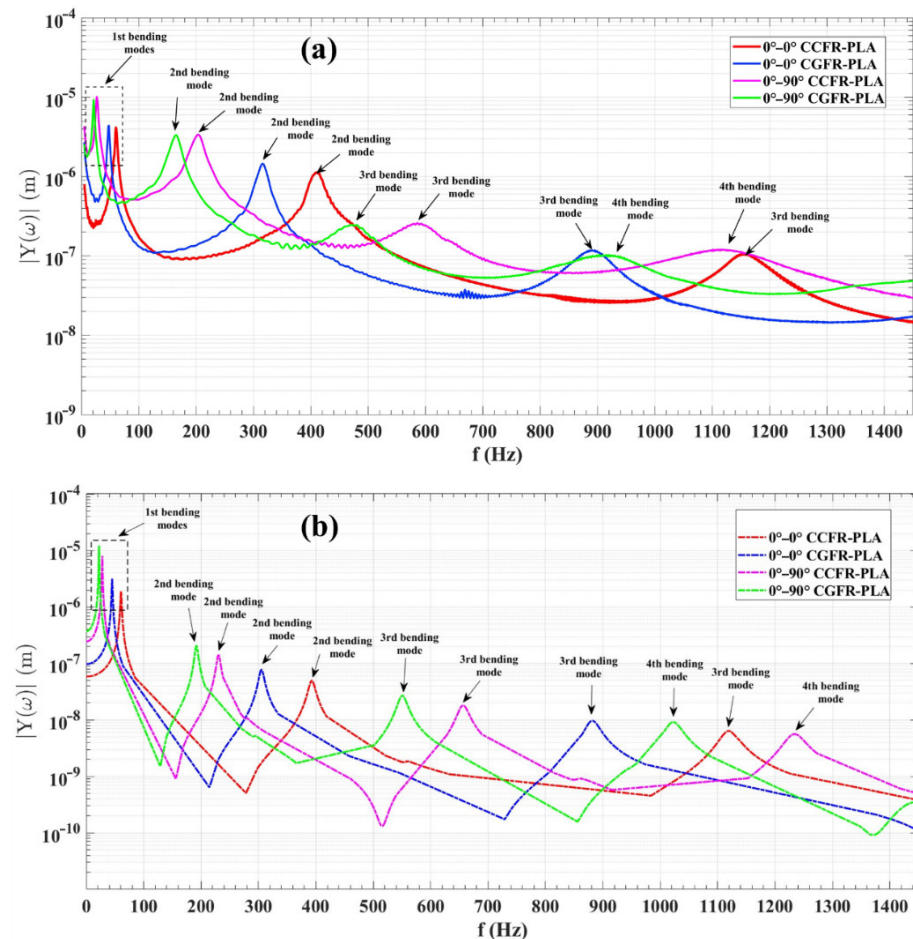 (a)
1st bending
modes
2nd bending
mode
2nd bending
mode
2nd bending
mode
2nd bending
mode
3rd bending
mode
3rd bending
mode
3rd bending
mode
4th bending
mode
4th bending
mode
3rd bending
mode
0°–0° CCFR-PLA
0°–0° CGFR-PLA
0°–90° CCFR-PLA
0°–90° CGFR-PLA
|Y(ω)| (m)
10⁻⁴
10⁻⁵
10⁻⁶
10⁻⁷
10⁻⁸
10⁻⁹
0 100 200 300 400 500 600 700 800 900 1000 1100 1200 1300 1400
f (Hz)
(b)
1st bending
modes
2nd bending
mode
2nd bending
mode
2nd bending
mode
2nd bending
mode
3rd bending
mode
3rd bending
mode
3rd bending
mode
4th bending
mode
3rd bending
mode
4th bending
mode
0°–0° CCFR-PLA
0°–0° CGFR-PLA
0°–90° CCFR-PLA
0°–90° CGFR-PLA
|Y(ω)| (m)
10⁻⁴
10⁻⁵
10⁻⁶
10⁻⁷
10⁻⁸
10⁻⁹
10⁻¹⁰
0 100 200 300 400 500 600 700 800 900 1000 1100 1200 1300 1400
f (Hz)